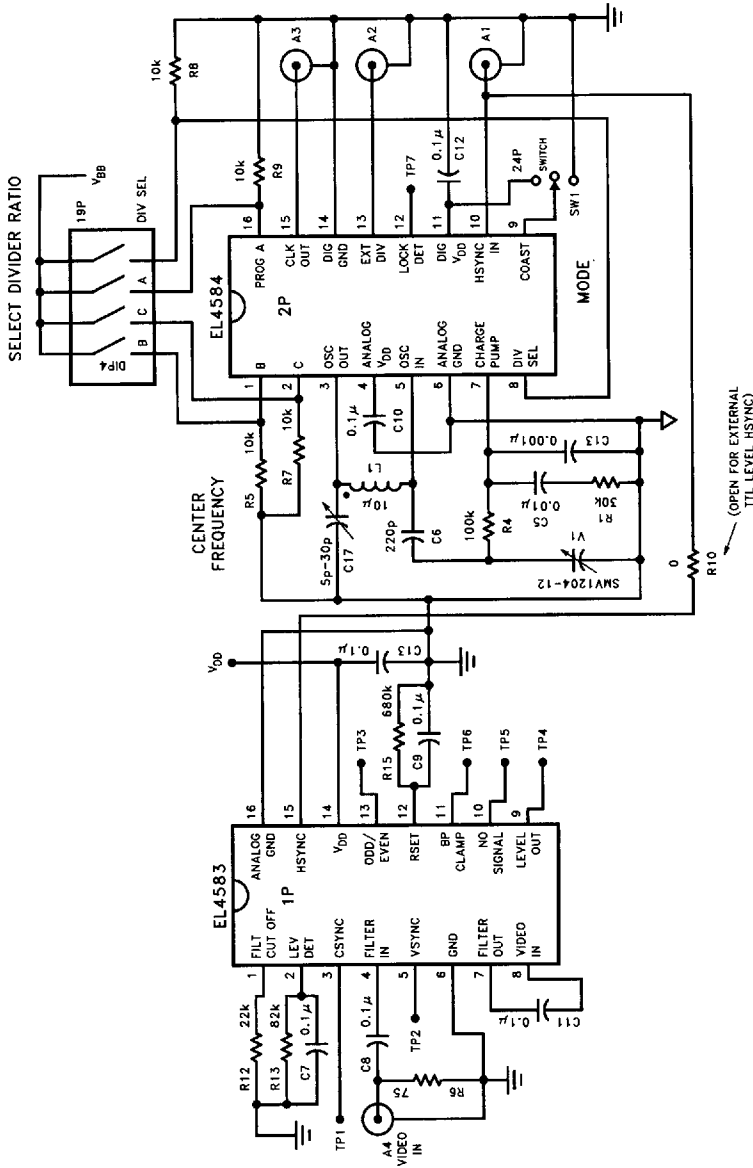 SELECT DIVIDER RATIO
19P
DIP4
B
C
A
DIV SEL
VBB
10k
R8
10k
R9
A3
A2
A1
EL4584
2P
1
B
2
C
3
OSC
OUT
4
ANALOG
VDD
5
OSC
IN
6
ANALOG
GND
7
CHARGE
PUMP
8
DIV
SEL
16
PROG A
15
CLK
OUT
14
DIG
GND
13
EXT
DIV
12
LOCK
DET
11
DIG
VDD
10
HSYNC
IN
9
COAST
TP7
0.1μ
C12
24P
SWITCH
SW1
MODE
10k
R5
10k
R7
CENTER
FREQUENCY
5p-30p
C17
L1
10μ
0.1μ
C10
220p
C6
100k
R4
0.001μ
C13
0.01μ
C5
30k
R1
V1
SMV1204-12
0
R10
(OPEN FOR EXTERNAL
TTL LEVEL HSYNC)
VDD
0.1μ
C13
680k
R15
0.1μ
C9
TP3
TP6
TP5
TP4
EL4583
1P
1
FILT
CUT OFF
2
LEV
DET
3
CSYNC
4
FILTER
IN
5
VSYNC
6
GND
7
FILTER
OUT
8
VIDEO
IN
16
ANALOG
GND
15
HSYNC
14
VDD
13
ODD/
EVEN
12
RSET
11
BP
CLAMP
10
NO
SIGNAL
9
LEVEL
OUT
22k
R12
82k
R13
0.1μ
C7
TP1
0.1μ
C8
TP2
75
R6
A4
VIDEO
IN
0.1μ
C11